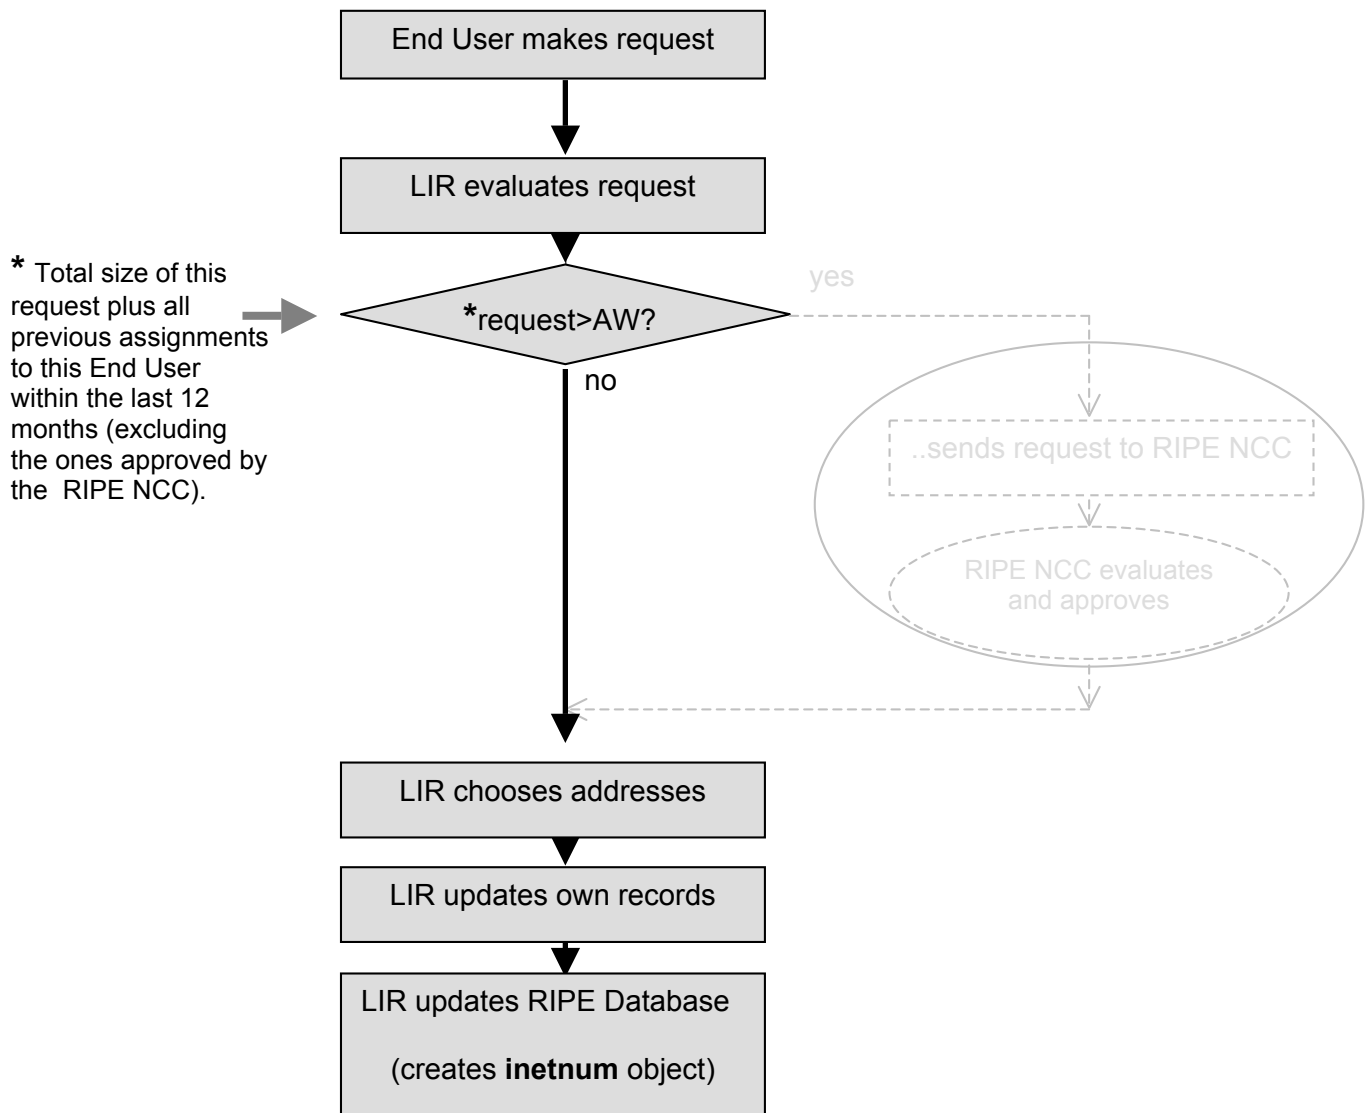 End User makes request
LIR evaluates request
* Total size of this
request plus all
previous assignments
to this End User
within the last 12
months (excluding
the ones approved by
the RIPE NCC).
*request>AW?
yes
no
..sends request to RIPE NCC
RIPE NCC evaluates
and approves
LIR chooses addresses
LIR updates own records
LIR updates RIPE Database
(creates inetnum object)